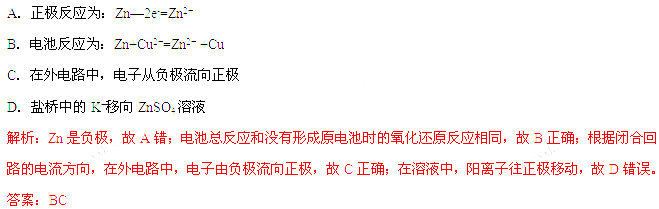 A．正极反应为：Zn—2e⁻=Zn²⁺
B．电池反应为：Zn+Cu²⁺=Zn²⁺ +Cu
C．在外电路中，电子从负极流向正极
D．盐桥中的 K⁺移向 ZnSO₄溶液
解析：Zn 是负极，故 A 错；电池总反应和没有形成原电池时的氧化还原反应相同，故 B 正确；根据闭合回
路的电流方向，在外电路中，电子由负极流向正极，故 C 正确；在溶液中，阳离子往正极移动，故 D 错误。
答案：BC